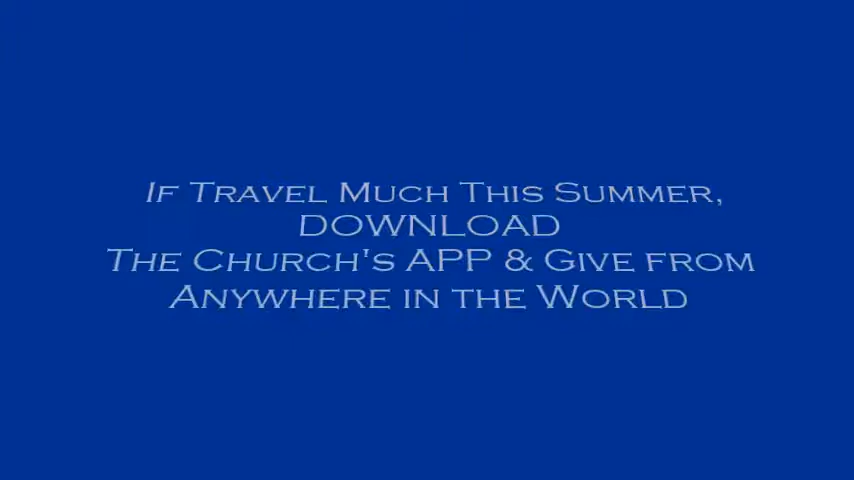 If Travel Much This Summer,
DOWNLOAD
The Church's APP & Give from
Anywhere in the World